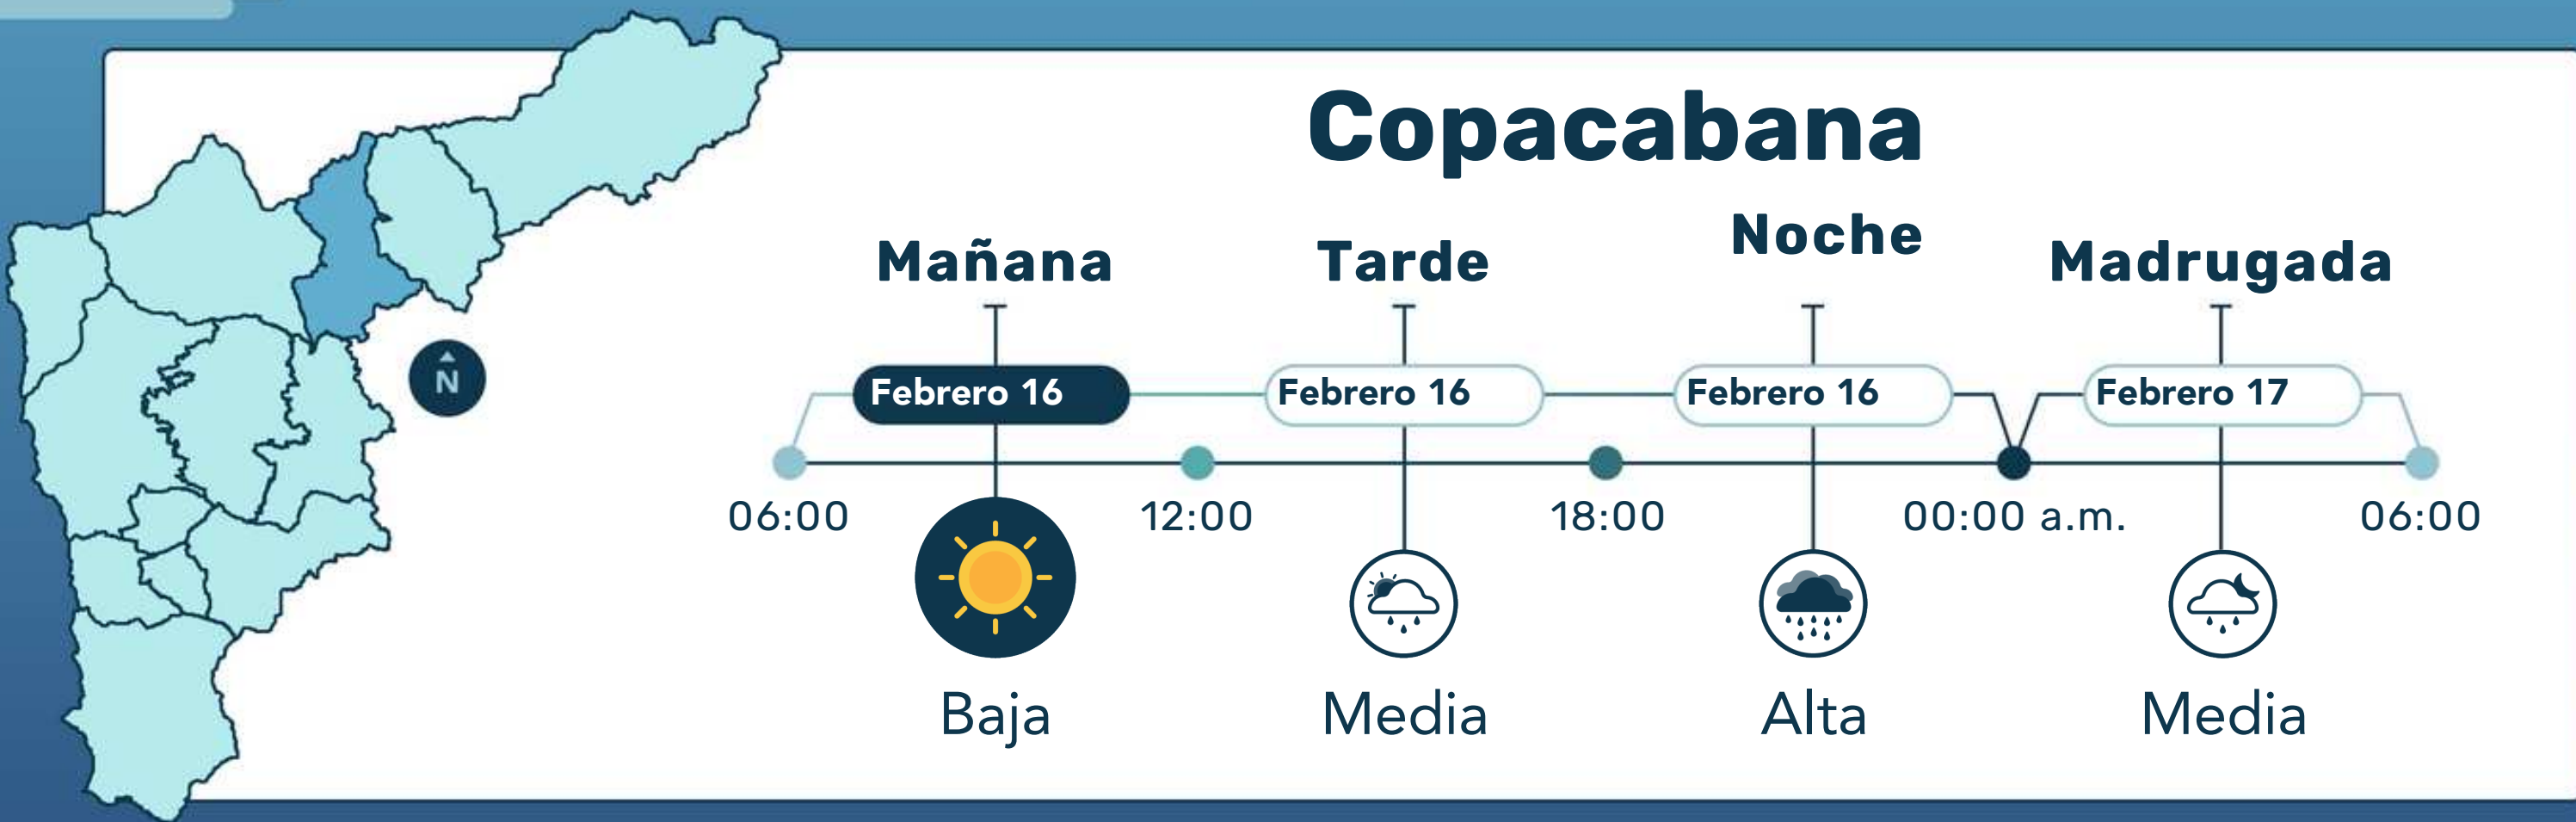 Copacabana
Mañana
Tarde
Noche
Madrugada
Febrero 16
Febrero 16
Febrero 16
Febrero 17
N
06:00
12:00
18:00
00:00 a.m.
06:00
Baja
Media
Alta
Media